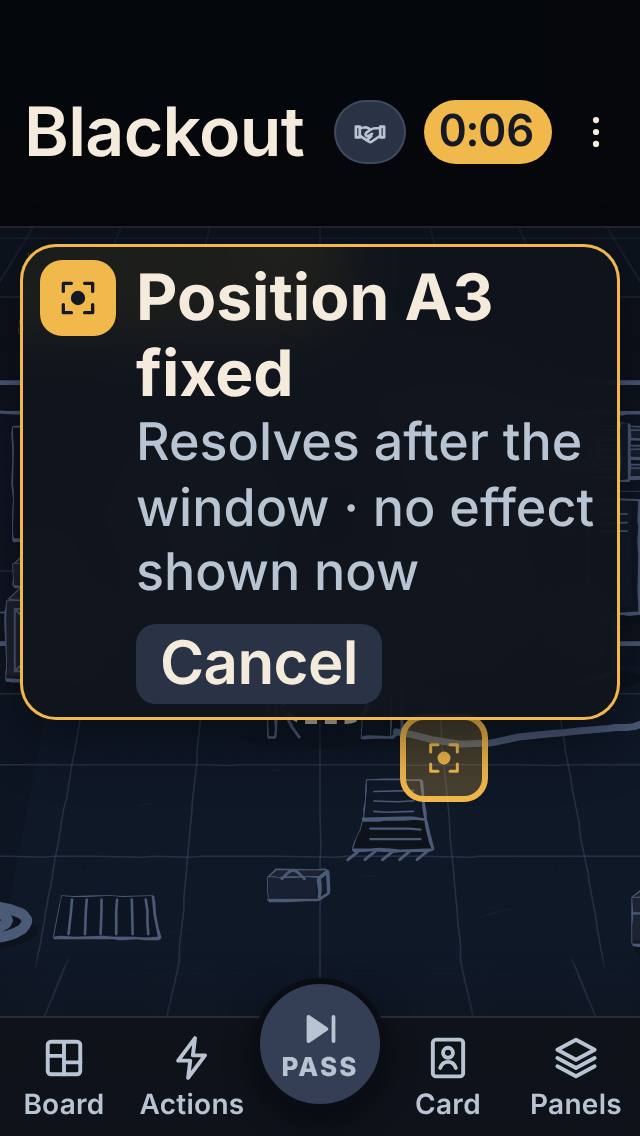 Blackout
0:06
Position A3
fixed
Resolves after the
window · no effect
shown now
Cancel
PASS
Board
Actions
Card
Panels